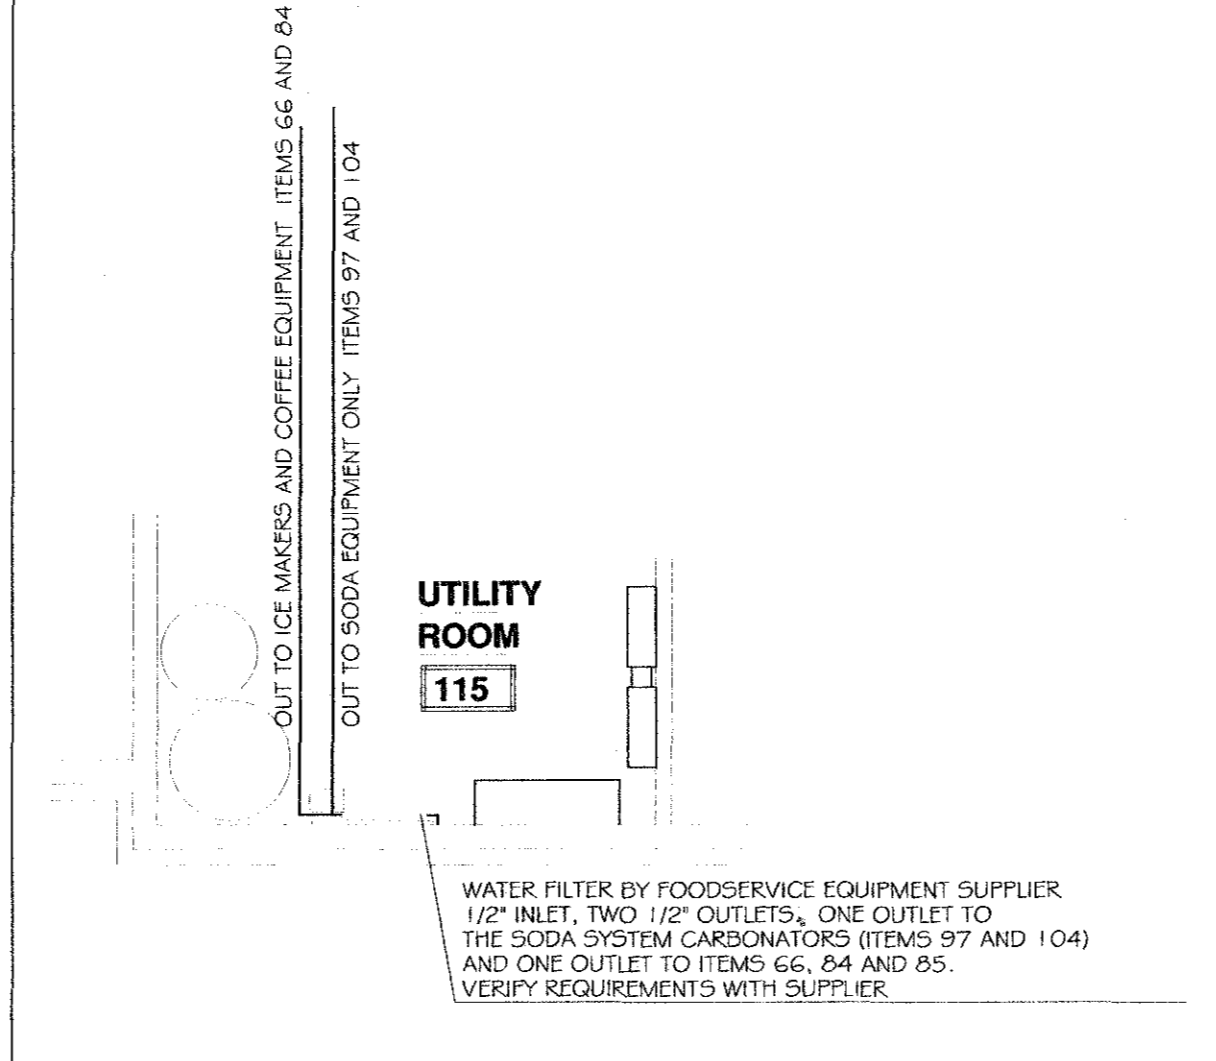 OUT TO ICE MAKERS AND COFFEE EQUIPMENT ITEMS 66 AND 84
OUT TO SODA EQUIPMENT ONLY ITEMS 97 AND 104
UTILITY
ROOM
115
WATER FILTER BY FOODSERVICE EQUIPMENT SUPPLIER
1/2" INLET, TWO 1/2" OUTLETS, ONE OUTLET TO
THE SODA SYSTEM CARBONATORS (ITEMS 97 AND 104)
AND ONE OUTLET TO ITEMS 66, 84 AND 85.
VERIFY REQUIREMENTS WITH SUPPLIER